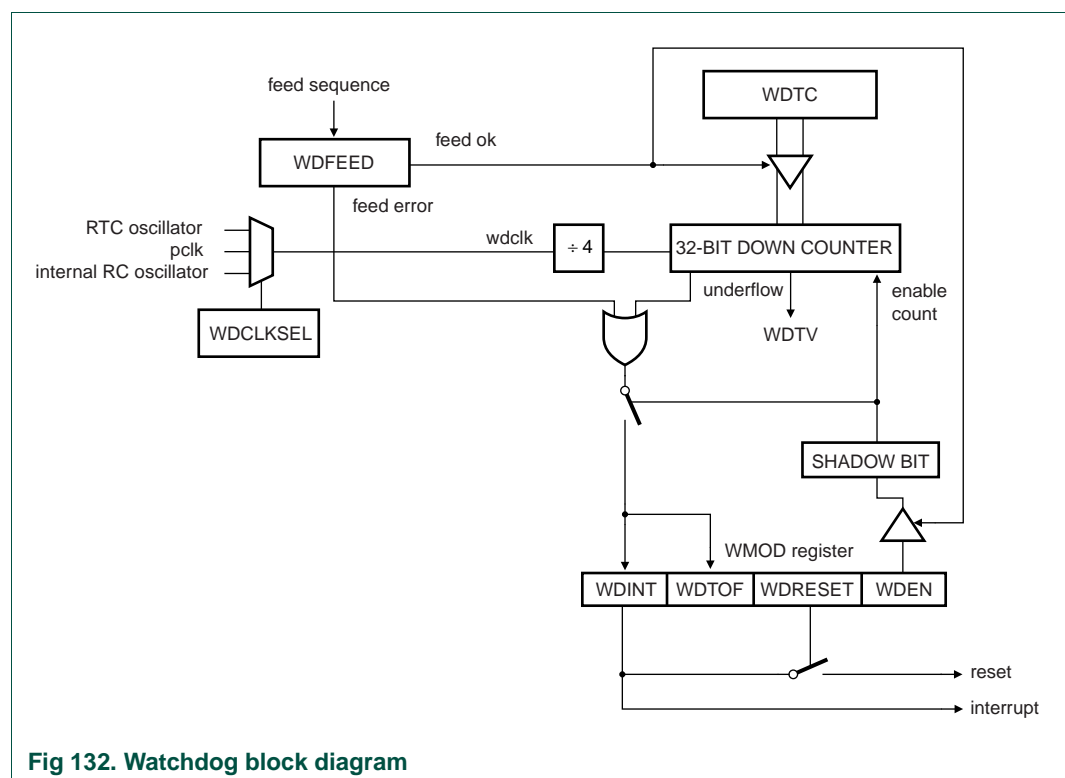 feed sequence
WDTC
feed ok
WDFEED
feed error
RTC oscillator
pclk
internal RC oscillator
wdclk
÷ 4
32-BIT DOWN COUNTER
underflow
enable
count
WDCLKSEL
WDTV
SHADOW BIT
WMOD register
WDINT
WDTOF
WDRESET
WDEN
reset
interrupt
Fig 132. Watchdog block diagram